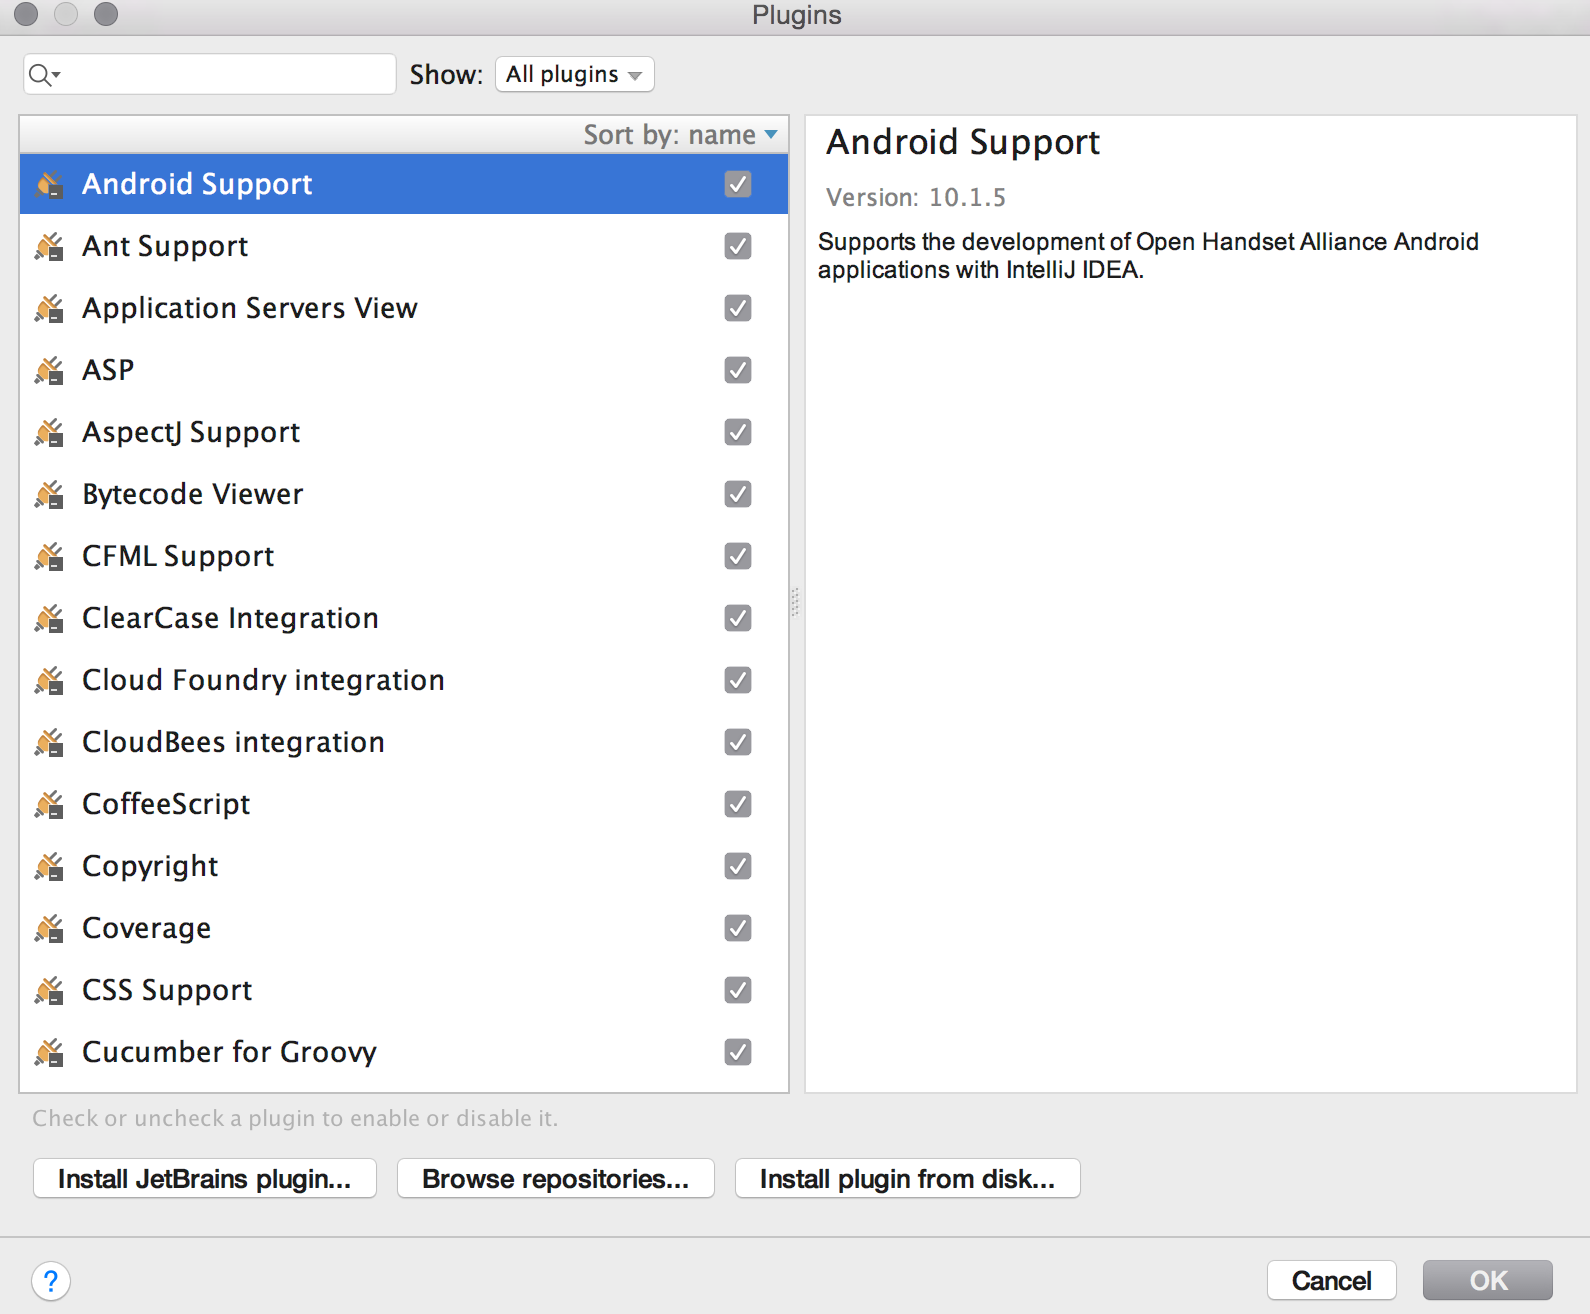 Plugins
Show: All plugins
Sort by: name
Android Support
Ant Support
Application Servers View
ASP
AspectJ Support
Bytecode Viewer
CFML Support
ClearCase Integration
Cloud Foundry integration
CloudBees integration
CoffeeScript
Copyright
Coverage
CSS Support
Cucumber for Groovy
Android Support
Version: 10.1.5
Supports the development of Open Handset Alliance Android
applications with IntelliJ IDEA.
Check or uncheck a plugin to enable or disable it.
Install JetBrains plugin... Browse repositories... Install plugin from disk...
? Cancel OK